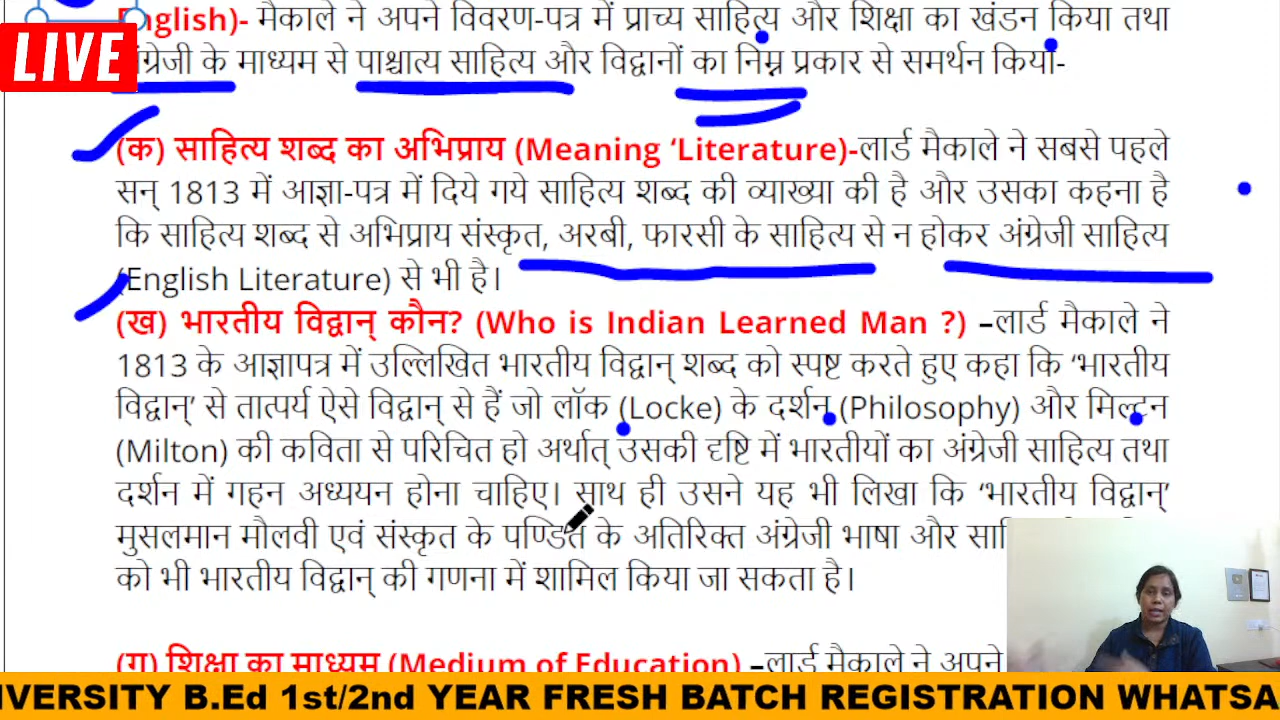 English)- मैकाले ने अपने विवरण-पत्र में प्राच्य साहित्य और शिक्षा का खंडन किया तथा
LIVE
अंग्रेजी के माध्यम से पाश्चात्य साहित्य और विद्वानों का निम्न प्रकार से समर्थन किया-
(क) साहित्य शब्द का अभिप्राय (Meaning ‘Literature)-लार्ड मैकाले ने सबसे पहले
सन् 1813 में आज्ञा-पत्र में दिये गये साहित्य शब्द की व्याख्या की है और उसका कहना है
कि साहित्य शब्द से अभिप्राय संस्कृत, अरबी, फारसी के साहित्य से न होकर अंग्रेजी साहित्य
(English Literature) से भी है।
(ख) भारतीय विद्वान् कौन? (Who is Indian Learned Man ?) –लार्ड मैकाले ने
1813 के आज्ञापत्र में उल्लिखित भारतीय विद्वान् शब्द को स्पष्ट करते हुए कहा कि ‘भारतीय
विद्वान्’ से तात्पर्य ऐसे विद्वान् से हैं जो लॉक (Locke) के दर्शन (Philosophy) और मिल्टन
(Milton) की कविता से परिचित हो अर्थात् उसकी दृष्टि में भारतीयों का अंग्रेजी साहित्य तथा
दर्शन में गहन अध्ययन होना चाहिए। साथ ही उसने यह भी लिखा कि ‘भारतीय विद्वान्’
मुसलमान मौलवी एवं संस्कृत के पण्डित के अतिरिक्त अंग्रेजी भाषा और
को भी भारतीय विद्वान् की गणना में शामिल किया जा सकता है।
(ग) शिक्षा का माध्यम (Medium of Education) –लार्ड मैकाले ने अपने
IVERSITY B.Ed 1st/2nd YEAR FRESH BATCH REGISTRATION WHATSA